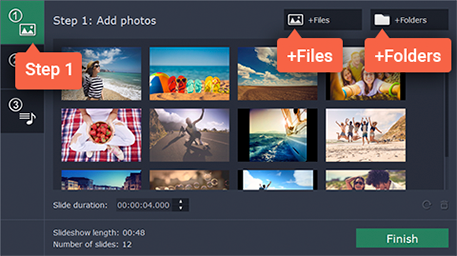 1
Step 1: Add photos
+Files
+Folders
+Files
+Folders
Step 1
3
Slide duration: 00:00:04.000
Slideshow length: 00:48
Number of slides: 12
Finish